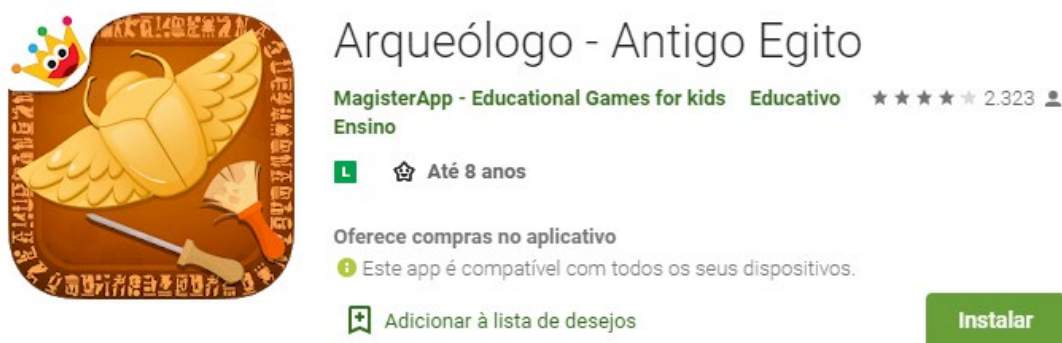 Arqueólogo - Antigo Egito
MagisterApp - Educational Games for kids Educativo 2.323
Ensino
L Até 8 anos
Oferece compras no aplicativo
Este app é compatível com todos os seus dispositivos.
Adicionar à lista de desejos
Instalar